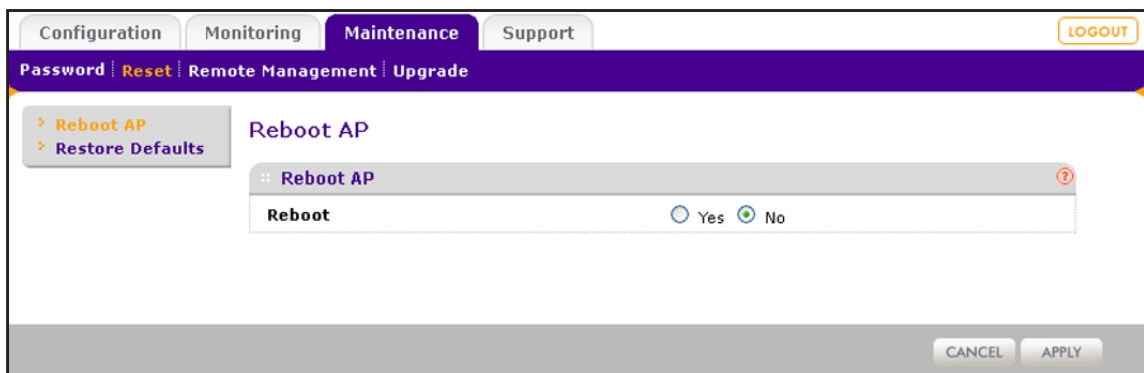 Configuration Monitoring Maintenance Support LOGOUT
Password Reset Remote Management Upgrade
Reboot AP
Restore Defaults
Reboot AP
Reboot AP ?
Reboot Yes No
CANCEL APPLY